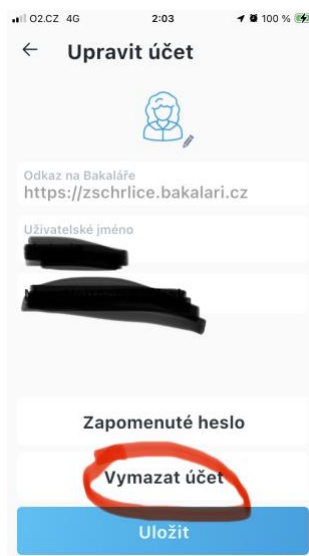 O2.CZ 4G 2:03 100 %
Upravit účet
Odkaz na Bakaláře
https://zschrlice.bakalari.cz
Uživatelské jméno
Zapomenuté heslo
Vymazat účet
Uložit